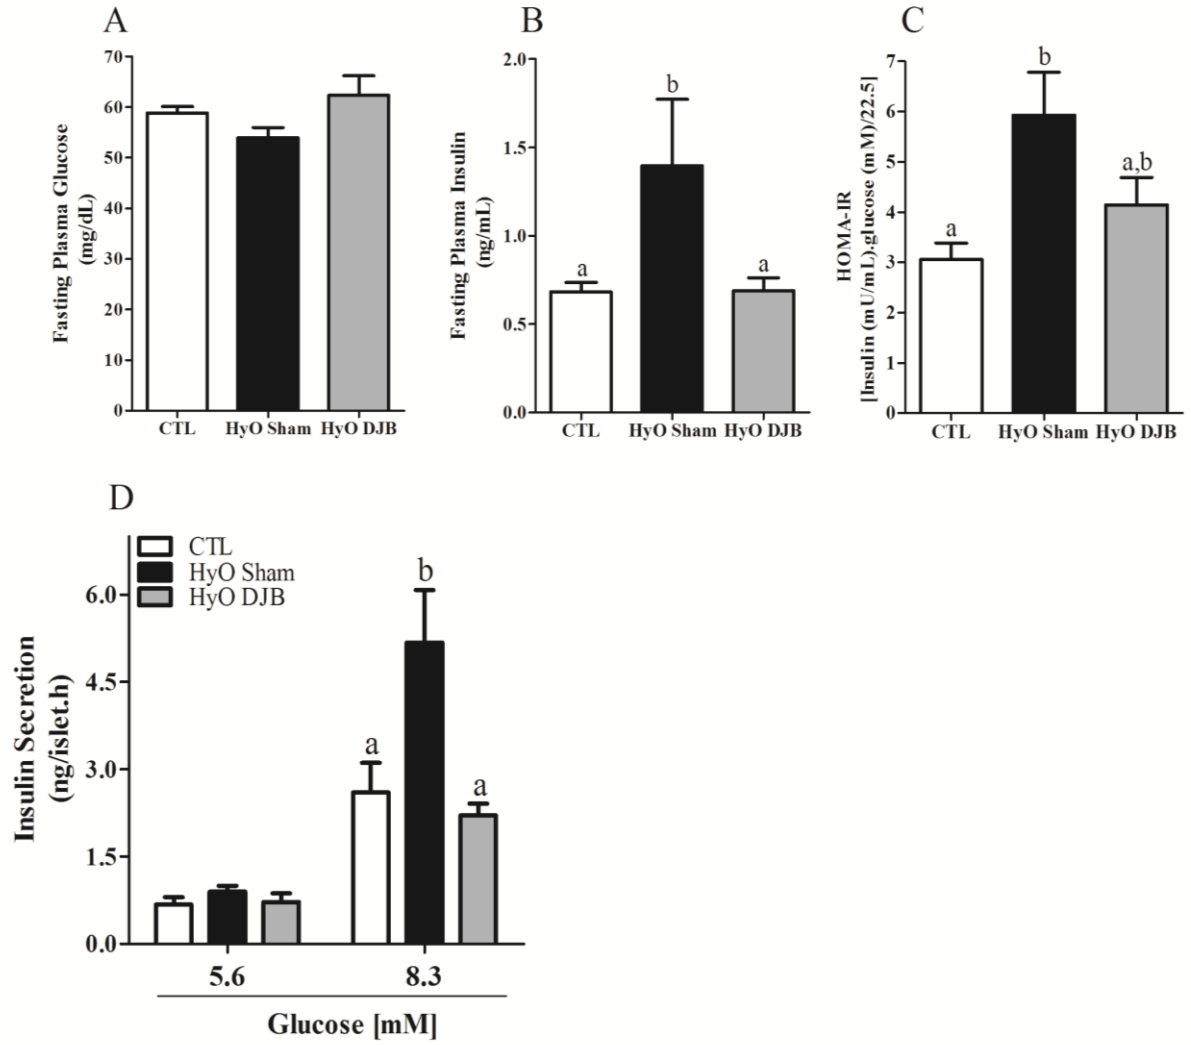 A
Fasting Plasma Glucose
(mg/dL)
70
60
50
40
30
20
10
0
CTL HyO Sham HyO DJB
B
Fasting Plasma Insulin
(ng/mL)
2.0
1.5
1.0
0.5
0.0
a
b
a
CTL HyO Sham HyO DJB
C
HOMA-IR
[Insulin (mU/mL).glucose (mM)/22.5]
7
6
5
4
3
2
1
0
a
b
a,b
CTL HyO Sham HyO DJB
D
CTL
HyO Sham
HyO DJB
Insulin Secretion
(ng/islet.h)
6.0
4.5
3.0
1.5
0.0
a
b
a
5.6 8.3
Glucose [mM]